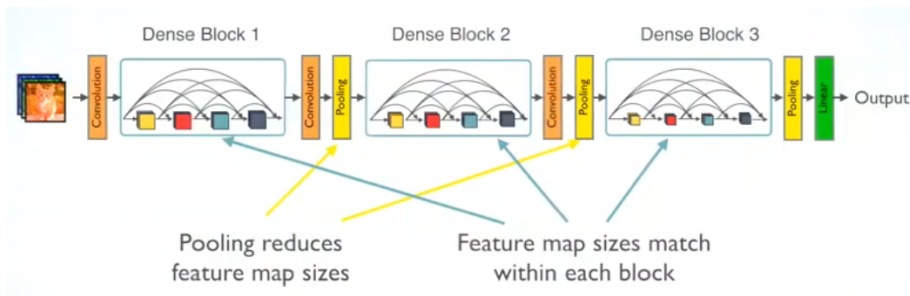 Dense Block 1
Dense Block 2
Dense Block 3
Convolution
Convolution
Pooling
Convolution
Pooling
Pooling
Linear
Output
Pooling reduces
feature map sizes
Feature map sizes match
within each block